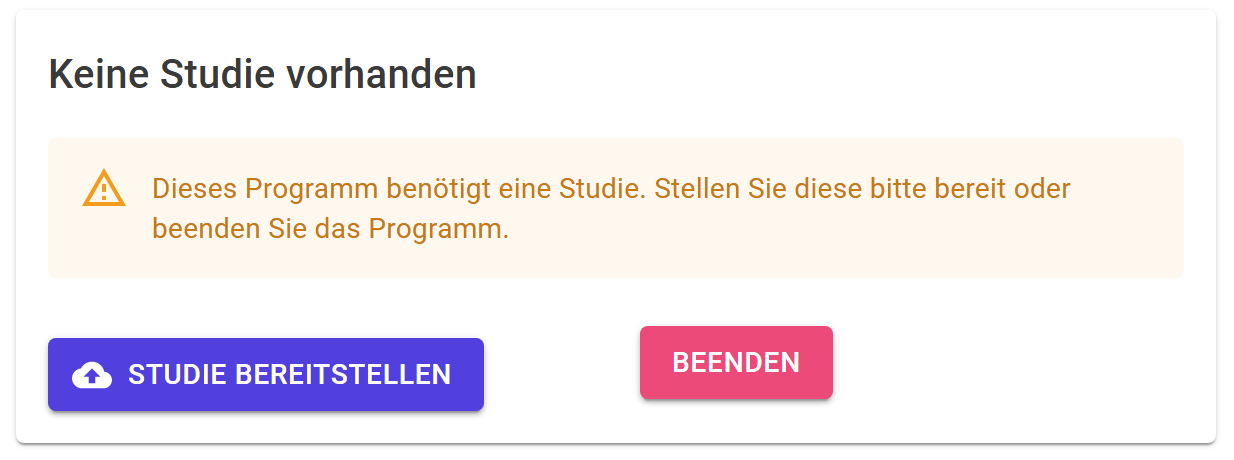 Keine Studie vorhanden
Dieses Programm benötigt eine Studie. Stellen Sie diese bitte bereit oder
beenden Sie das Programm.
STUDIE BEREITSTELLEN
BEENDEN